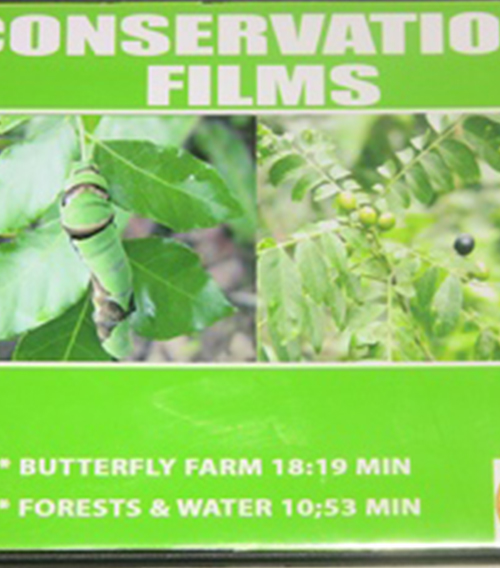 CONSERVATIO
FILMS
* BUTTERFLY FARM 18:19 MIN
* FORESTS & WATER 10;53 MIN